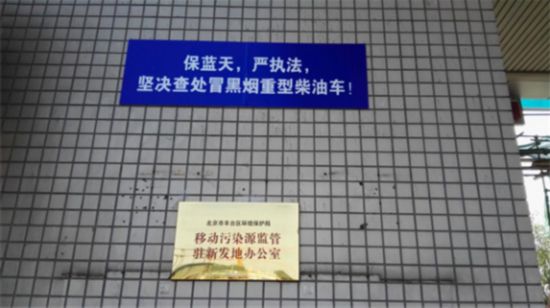 保蓝天，严执法，
坚决查处冒黑烟重型柴油车！
北京市丰台区环境保护局
移动污染源监管
驻新发地办公室